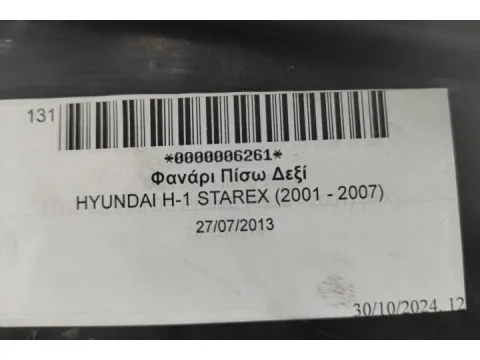 131
*0000006261*
Φανάρι Πίσω Δεξί
HYUNDAI H-1 STAREX (2001 - 2007)
27/07/2013
30/10/2024, 12